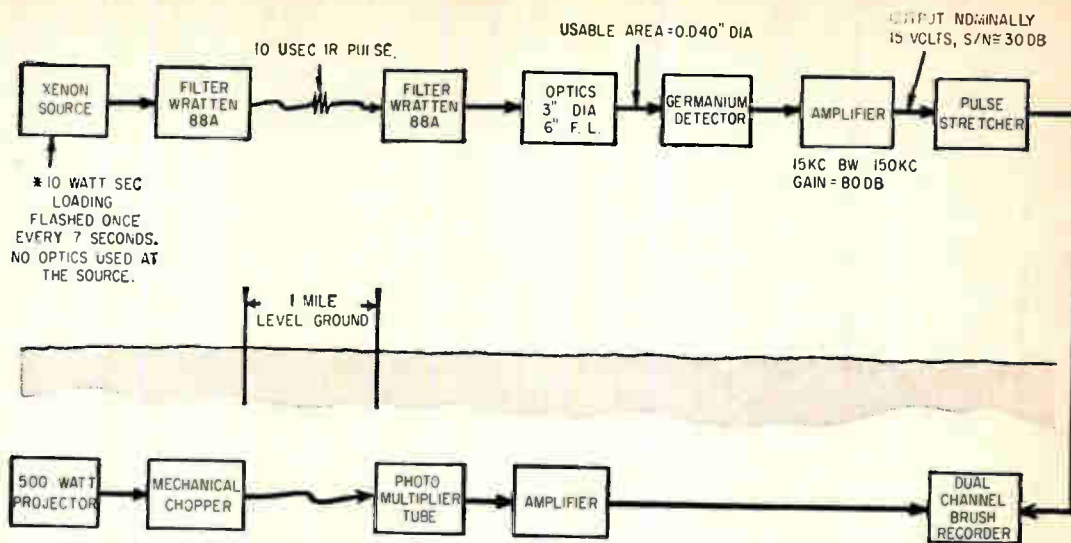 10 USEC IR PULSE.
USABLE AREA = 0.040" DIA
OUTPUT NOMINALLY
15 VOLTS, S/N ≅ 30 DB
XENON
SOURCE
FILTER
WRATTEN
88A
FILTER
WRATTEN
88A
OPTICS
3" DIA
6" F. L.
GERMANIUM
DETECTOR
AMPLIFIER
PULSE
STRETCHER
15KC BW 150KC
GAIN = 80 DB
*10 WATT SEC
LOADING
FLASHED ONCE
EVERY 7 SECONDS.
NO OPTICS USED AT
THE SOURCE.
1 MILE
LEVEL GROUND
500 WATT
PROJECTOR
MECHANICAL
CHOPPER
PHOTO
MULTIPLIER
TUBE
AMPLIFIER
DUAL
CHANNEL
BRUSH
RECORDER